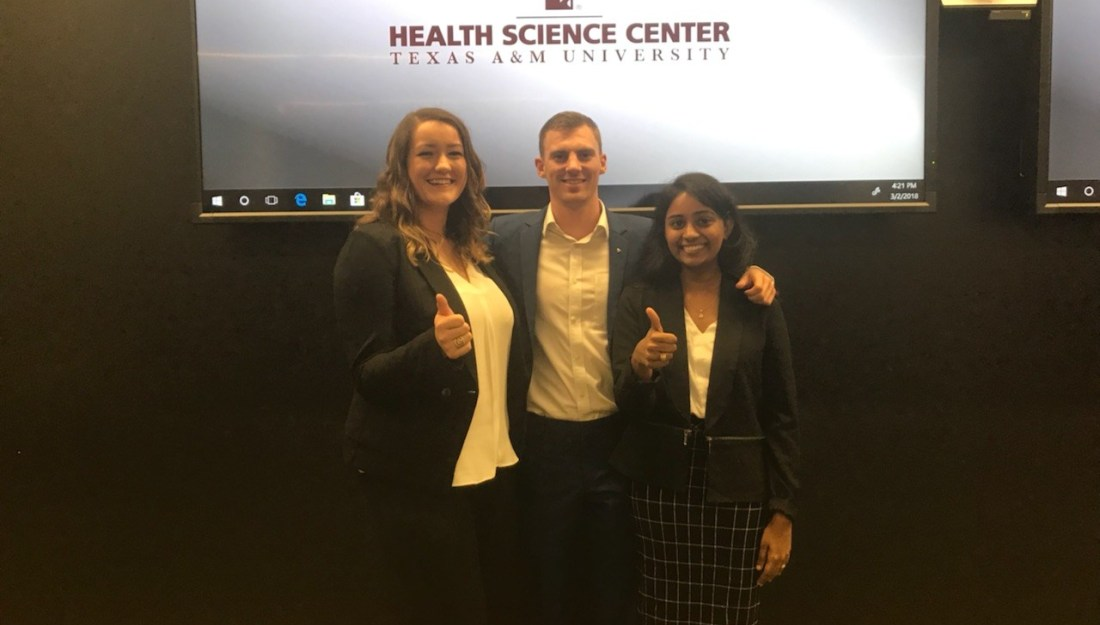 HEALTH SCIENCE CENTER
TEXAS A&M UNIVERSITY
4:21 PM
3/2/2018